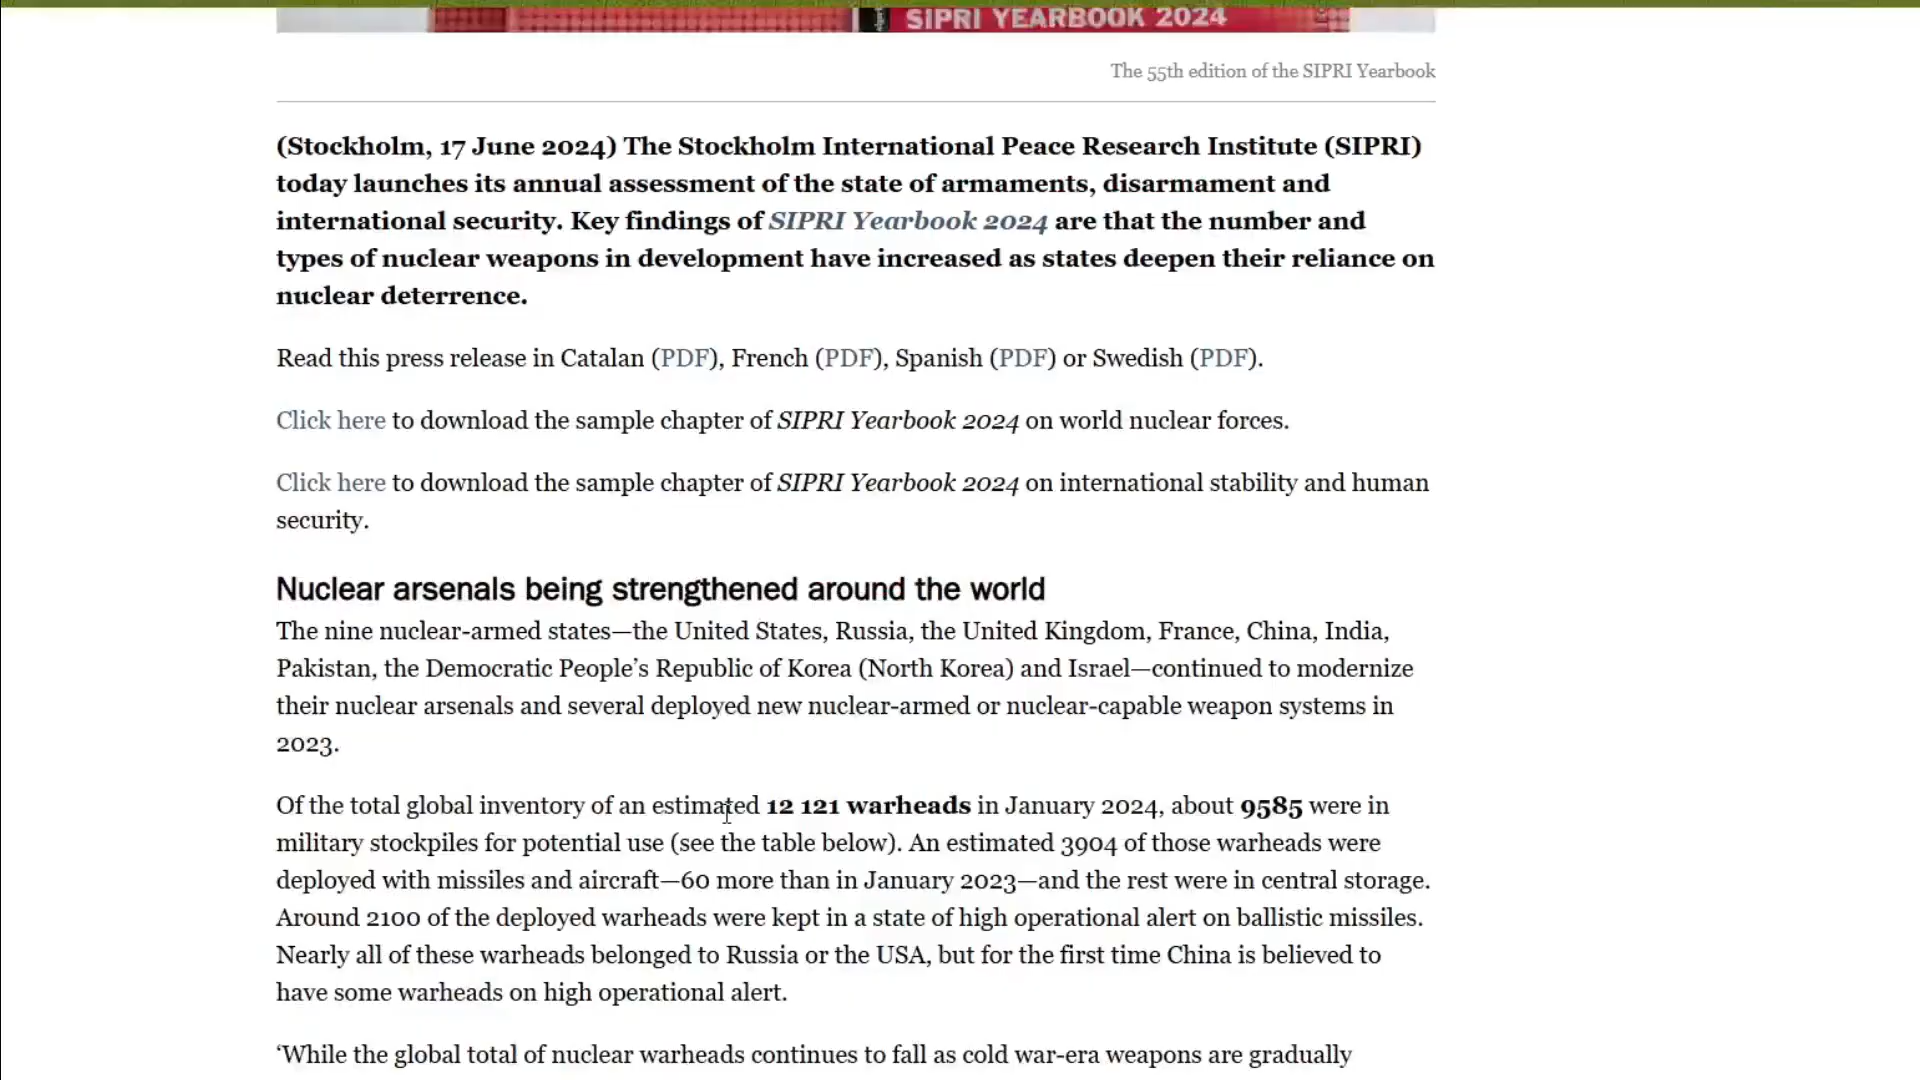 SIPRI YEARBOOK 2024
The 55th edition of the SIPRI Yearbook
(Stockholm, 17 June 2024) The Stockholm International Peace Research Institute (SIPRI)
today launches its annual assessment of the state of armaments, disarmament and
international security. Key findings of SIPRI Yearbook 2024 are that the number and
types of nuclear weapons in development have increased as states deepen their reliance on
nuclear deterrence.
Read this press release in Catalan (PDF), French (PDF), Spanish (PDF) or Swedish (PDF).
Click here to download the sample chapter of SIPRI Yearbook 2024 on world nuclear forces.
Click here to download the sample chapter of SIPRI Yearbook 2024 on international stability and human
security.
Nuclear arsenals being strengthened around the world
The nine nuclear-armed states—the United States, Russia, the United Kingdom, France, China, India,
Pakistan, the Democratic People’s Republic of Korea (North Korea) and Israel—continued to modernize
their nuclear arsenals and several deployed new nuclear-armed or nuclear-capable weapon systems in
2023.
Of the total global inventory of an estimated 12 121 warheads in January 2024, about 9585 were in
military stockpiles for potential use (see the table below). An estimated 3904 of those warheads were
deployed with missiles and aircraft—60 more than in January 2023—and the rest were in central storage.
Around 2100 of the deployed warheads were kept in a state of high operational alert on ballistic missiles.
Nearly all of these warheads belonged to Russia or the USA, but for the first time China is believed to
have some warheads on high operational alert.
‘While the global total of nuclear warheads continues to fall as cold war-era weapons are gradually